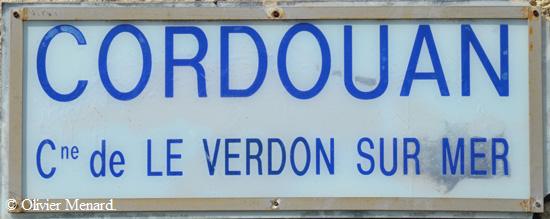 CORDOUAN
Cne de LE VERDON SUR MER
© Olivier Menard.